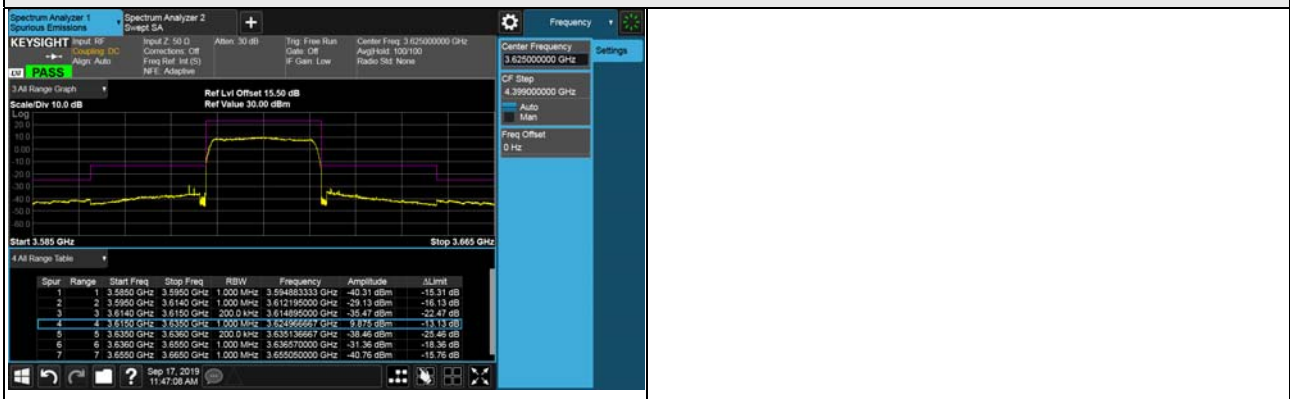 Spectrum Analyzer 1
Spurious Emissions
Spectrum Analyzer 2
Swept SA
+
Frequency
KEYSIGHT
Input: RF
Coupling: DC
Align: Auto
Input Z: 50 Ω
Corrections: Off
Freq Ref: Int (S)
NFE: Adaptive
Atten: 30 dB
Trig: Free Run
Gate: Off
IF Gain: Low
Center Freq: 3.625000000 GHz
Avg|Hold: 100/100
Radio Std: None
PASS
Center Frequency
3.625000000 GHz
Settings
CF Step
4.399000000 GHz
Auto
Man
Freq Offset
0 Hz
3 All Range Graph
Scale/Div 10.0 dB
Ref Lvl Offset 15.50 dB
Ref Value 30.00 dBm
Log
20.0
10.0
0.00
-10.0
-20.0
-30.0
-40.0
-50.0
-60.0
Start 3.585 GHz
Stop 3.665 GHz
4 All Range Table
Spur Range Start Freq Stop Freq RBW Frequency Amplitude ΔLimit
1 1 3.5850 GHz 3.5950 GHz 1.000 MHz 3.594883333 GHz -40.31 dBm -15.31 dB
2 2 3.5950 GHz 3.6140 GHz 1.000 MHz 3.612195000 GHz -29.13 dBm -16.13 dB
3 3 3.6140 GHz 3.6150 GHz 200.0 kHz 3.614895000 GHz -35.47 dBm -22.47 dB
4 4 3.6150 GHz 3.6350 GHz 1.000 MHz 3.624966667 GHz 9.875 dBm -13.13 dB
5 5 3.6350 GHz 3.6360 GHz 200.0 kHz 3.635136667 GHz -38.46 dBm -25.46 dB
6 6 3.6360 GHz 3.6550 GHz 1.000 MHz 3.636570000 GHz -31.36 dBm -18.36 dB
7 7 3.6550 GHz 3.6650 GHz 1.000 MHz 3.655050000 GHz -40.76 dBm -15.76 dB
?
Sep 17, 2019
11:47:08 AM